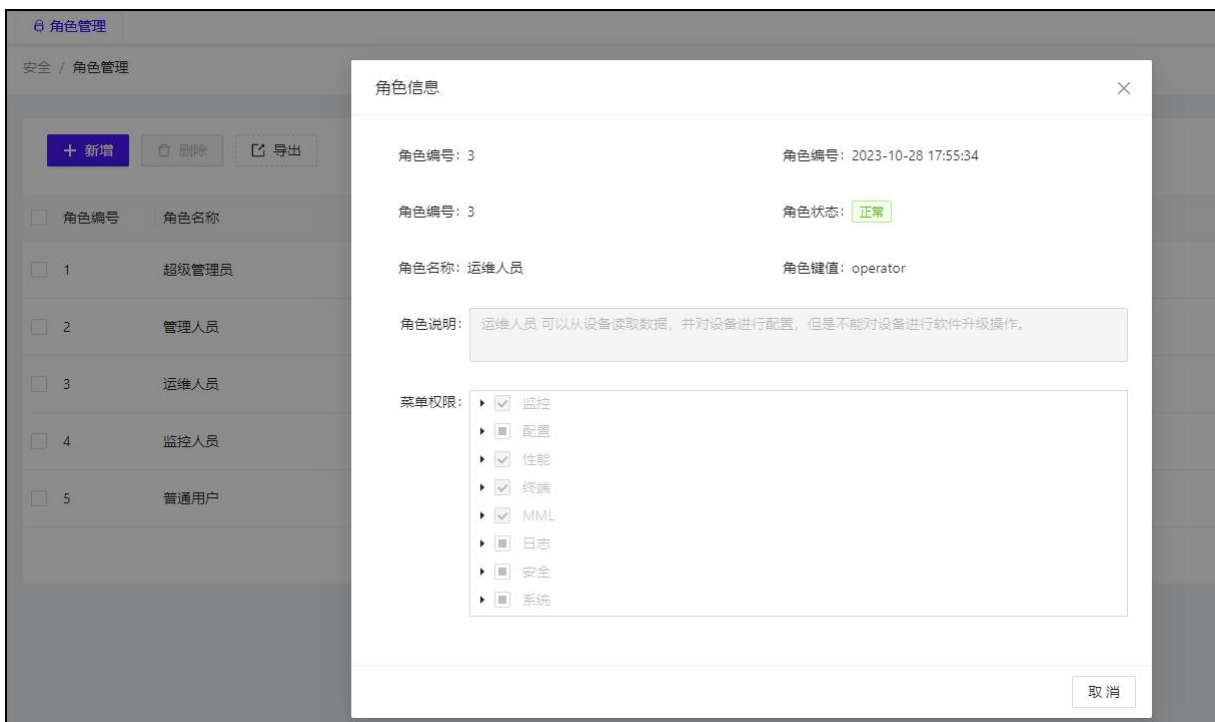 角色管理
安全 / 角色管理
角色信息
新增 删除 导出
角色编号：3 角色编号：2023-10-28 17:55:34
角色编号 角色名称
角色编号：3 角色状态：正常
1 超级管理员
角色名称：运维人员 角色键值：operator
2 管理人员
角色说明：运维人员 可以从设备读取数据，并对设备进行配置，但是不能对设备进行软件升级操作。
3 运维人员
菜单权限：监控
配置
4 监控人员
性能
终端
5 普通用户
MML
日志
安全
系统
取 消